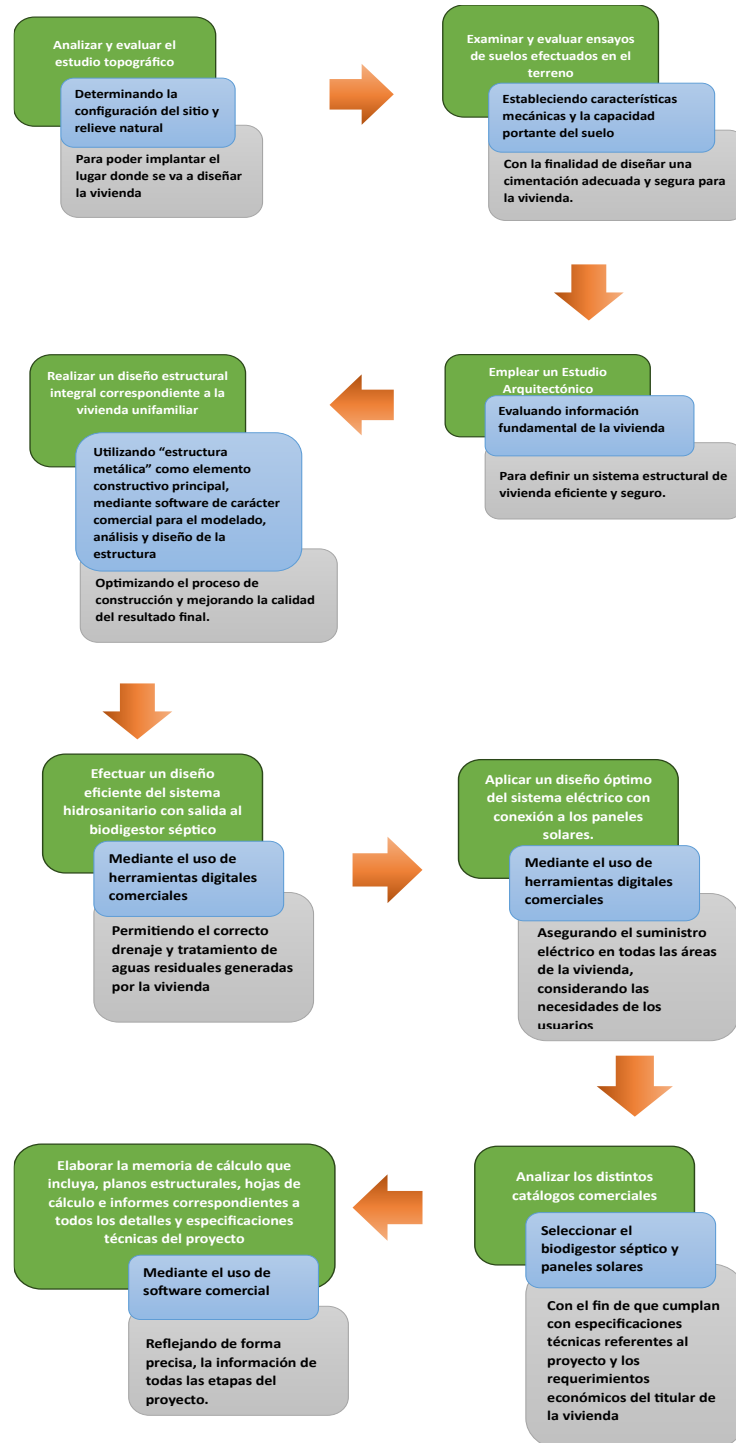 Analizar y evaluar el
estudio topográfico
Determinando la
configuración del sitio y
relieve natural
Para poder implantar el
lugar donde se va a diseñar
la vivienda
Examinar y evaluar ensayos
de suelos efectuados en el
terreno
Estableciendo características
mecánicas y la capacidad
portante del suelo
Con la finalidad de diseñar una
cimentación adecuada y segura para
la vivienda.
Emplear un Estudio
Arquitectónico
Evaluando información
fundamental de la vivienda
Para definir un sistema estructural de
vivienda eficiente y seguro.
Realizar un diseño estructural
integral correspondiente a la
vivienda unifamiliar
Utilizando “estructura
metálica” como elemento
constructivo principal,
mediante software de carácter
comercial para el modelado,
análisis y diseño de la
estructura
Optimizando el proceso de
construcción y mejorando la calidad
del resultado final.
Efectuar un diseño
eficiente del sistema
hidrosanitario con salida al
biodigestor séptico
Mediante el uso de
herramientas digitales
comerciales
Permitiendo el correcto
drenaje y tratamiento de
aguas residuales generadas
por la vivienda
Aplicar un diseño óptimo
del sistema eléctrico con
conexión a los paneles
solares.
Mediante el uso de
herramientas digitales
comerciales
Asegurando el suministro
eléctrico en todas las áreas
de la vivienda,
considerando las
necesidades de los
usuarios
Analizar los distintos
catálogos comerciales
Seleccionar el
biodigestor séptico y
paneles solares
Con el fin de que cumplan
con especificaciones
técnicas referentes al
proyecto y los
requerimientos
económicos del titular de
la vivienda
Elaborar la memoria de cálculo que
incluya, planos estructurales, hojas de
cálculo e informes correspondientes a
todos los detalles y especificaciones
técnicas del proyecto
Mediante el uso de
software comercial
Reflejando de forma
precisa, la información de
todas las etapas del
proyecto.